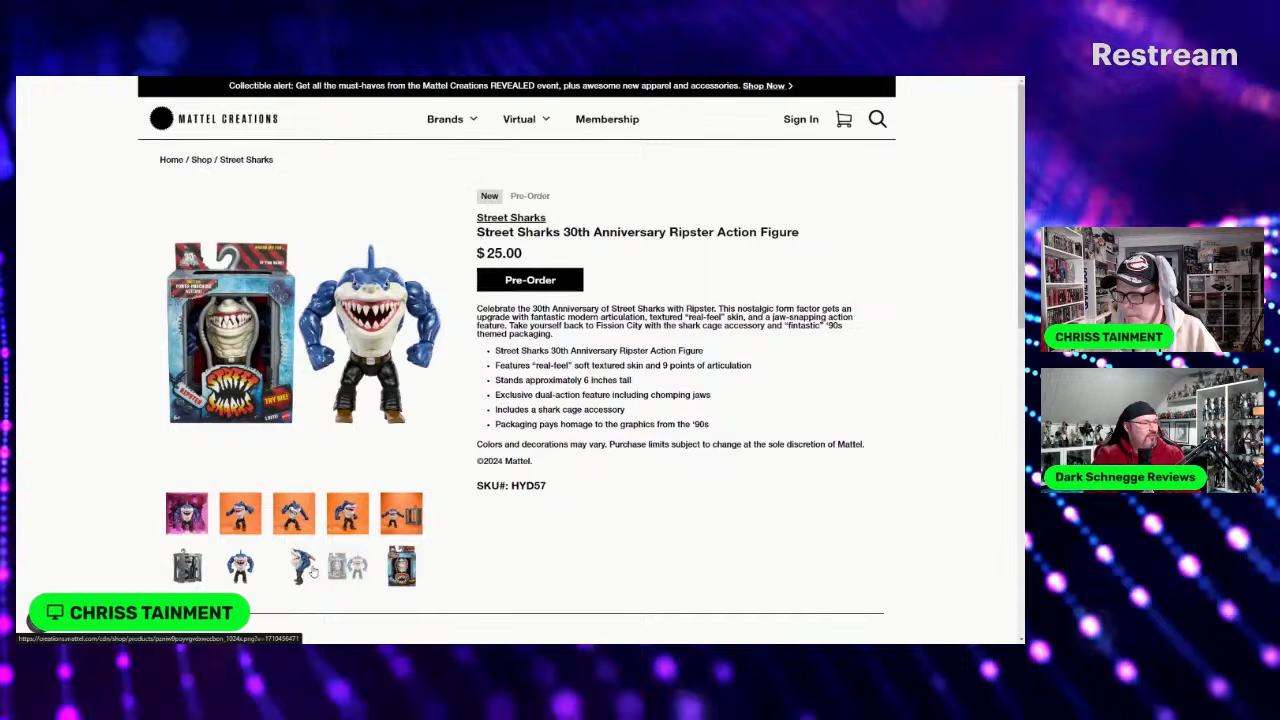 Restream
Collectible alert: Get all the must-haves from the Mattel Creations REVEALED event, plus awesome new apparel and accessories. Shop Now
MATTEL CREATIONS
Brands
Virtual
Membership
Sign In
Home / Shop / Street Sharks
New
Pre-Order
Street Sharks
Street Sharks 30th Anniversary Ripster Action Figure
$25.00
Pre-Order
Celebrate the 30th Anniversary of Street Sharks with Ripster. This nostalgic form factor gets an
upgrade with fantastic modern articulation, textured “real-feel” skin, and a jaw-snapping action
feature. Take yourself back to Fission City with the shark cage accessory and “fintastic” ‘90s
themed packaging.
• Street Sharks 30th Anniversary Ripster Action Figure
• Features “real-feel” soft textured skin and 9 points of articulation
• Stands approximately 6 inches tall
• Exclusive dual-action feature including chomping jaws
• Includes a shark cage accessory
• Packaging pays homage to the graphics from the ‘90s
Colors and decorations may vary. Purchase limits subject to change at the sole discretion of Mattel.
©2024 Mattel.
SKU#: HYD57
STREET
SHARKS
RIPSTER
TRY ME!
CHRISS TAINMENT
Dark Schnegge Reviews
CHRISS TAINMENT